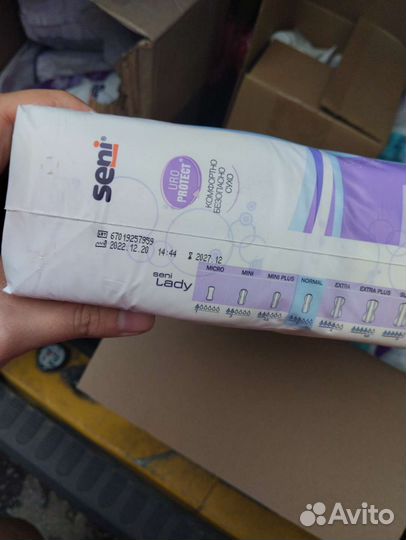 seni
URO
PROTECT
КОМФОРТНО
БЕЗОПАСНО
СУХО
LOT 67019257959
2022.12.20 14:44 2027.12
seni
Lady
MICRO
MINI
MINI PLUS
NORMAL
EXTRA
EXTRA PLUS
Avito